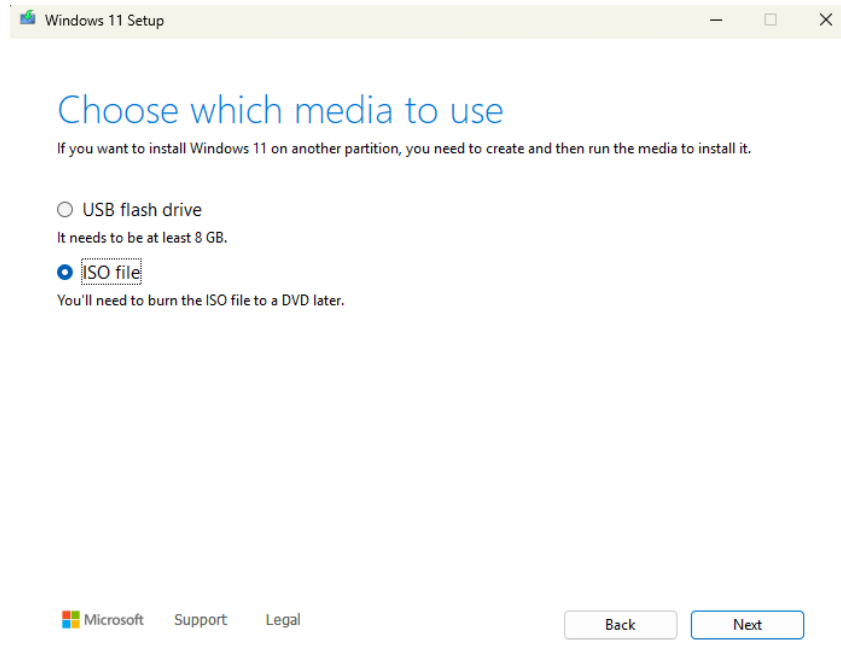 Windows 11 Setup
Choose which media to use
If you want to install Windows 11 on another partition, you need to create and then run the media to install it.
USB flash drive
It needs to be at least 8 GB.
ISO file
You'll need to burn the ISO file to a DVD later.
Microsoft Support Legal Back Next